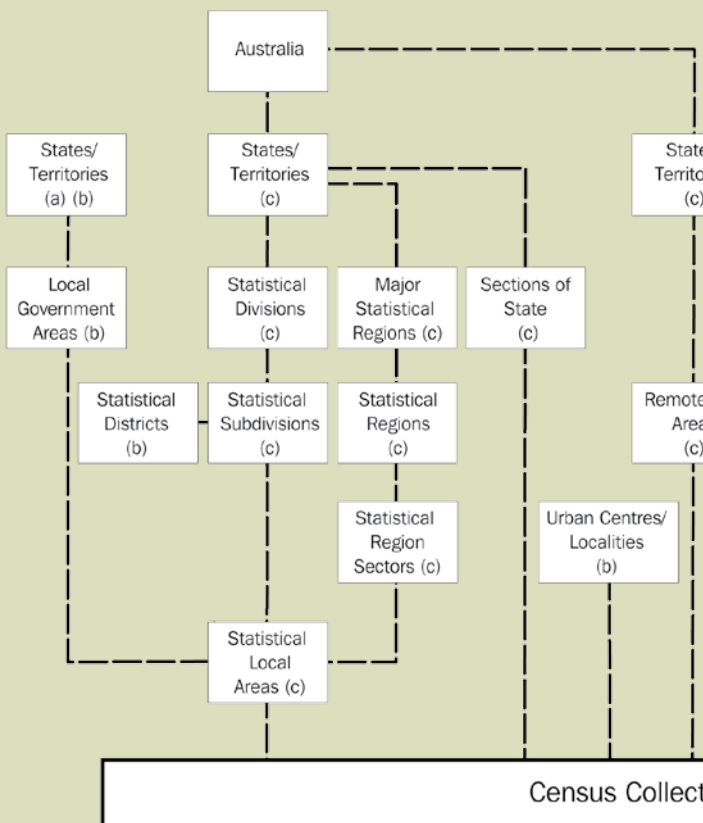 Australia
States/
Territories
(a) (b)
States/
Territories
(c)
(c)
Local
Government
Areas (b)
Statistical
Divisions
(c)
Major
Statistical
Regions (c)
Sections of
State
(c)
Statistical
Districts
(b)
Statistical
Subdivisions
(c)
Statistical
Regions
(c)
(c)
Statistical
Region
Sectors (c)
Urban Centres/
Localities
(b)
Statistical
Local
Areas (c)
Census